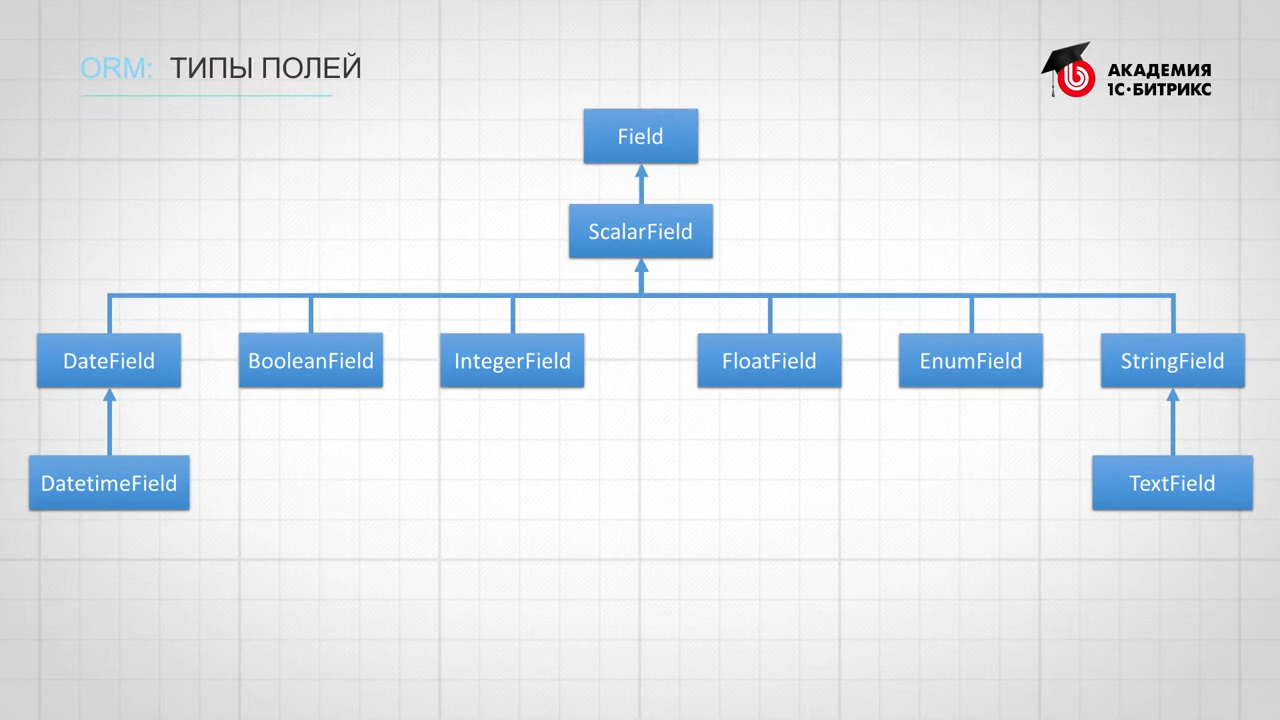 ORM: ТИПЫ ПОЛЕЙ
АКАДЕМИЯ
1С·БИТРИКС
Field
ScalarField
DateField
BooleanField
IntegerField
FloatField
EnumField
StringField
DatetimeField
TextField